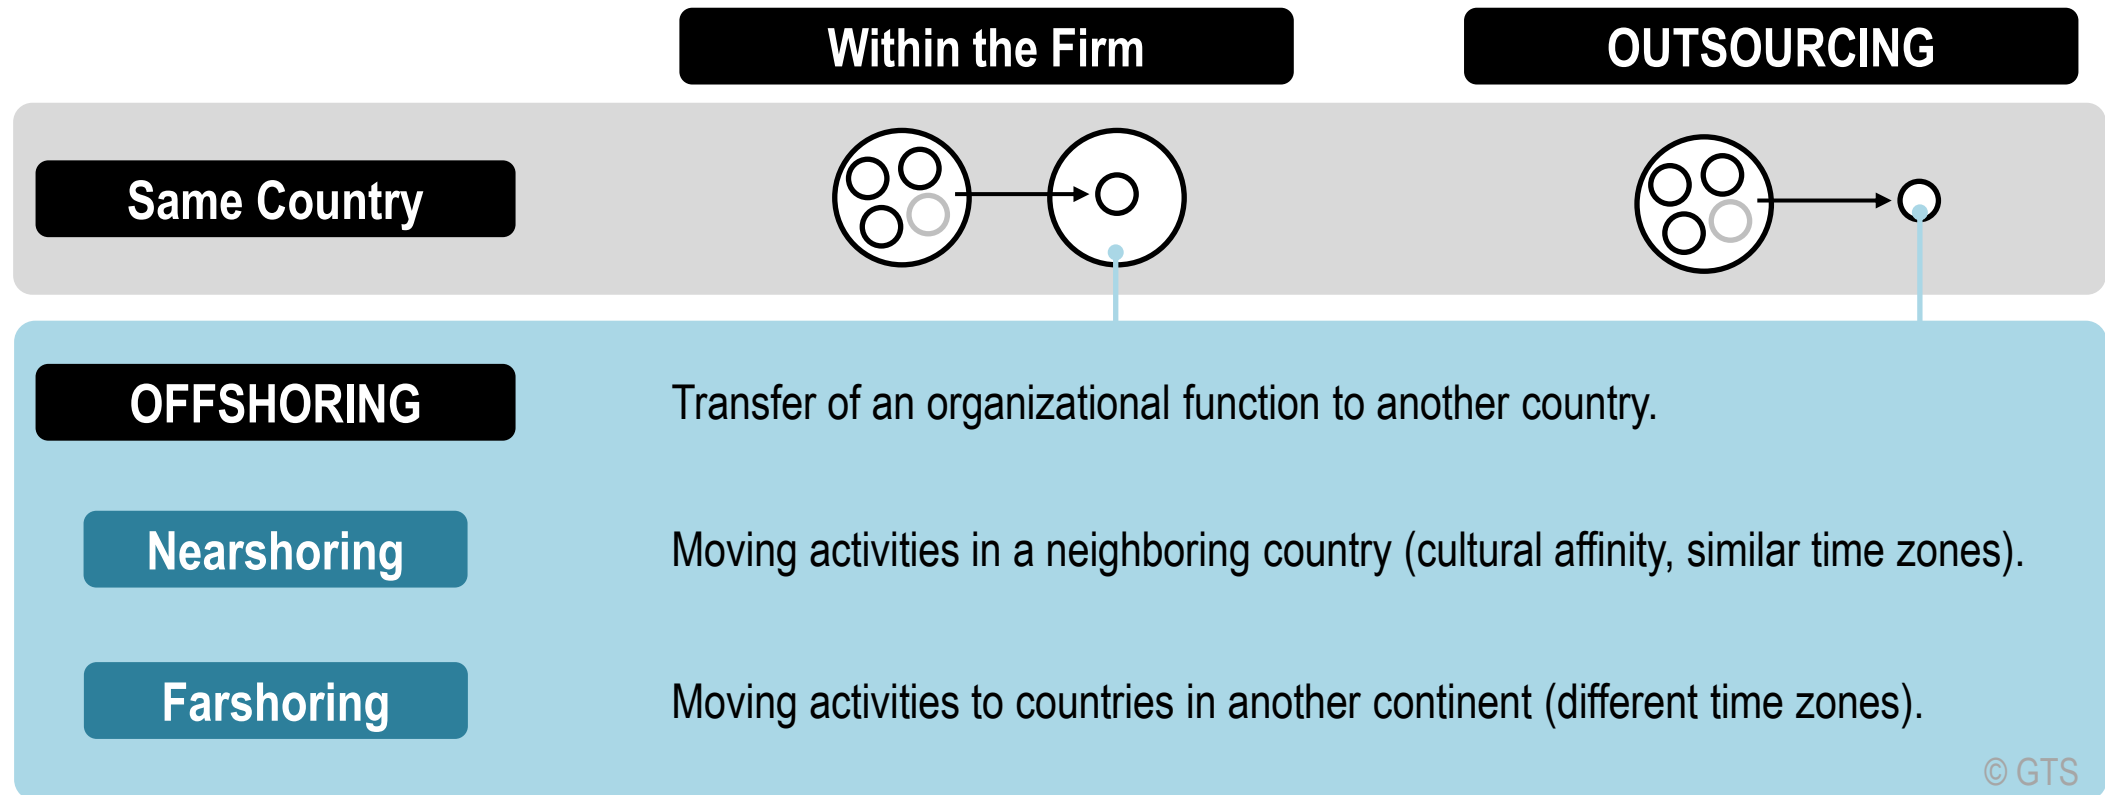 Within the Firm
OUTSOURCING
Same Country
OFFSHORING
Transfer of an organizational function to another country.
Nearshoring
Moving activities in a neighboring country (cultural affinity, similar time zones).
Farshoring
Moving activities to countries in another continent (different time zones).
© GTS